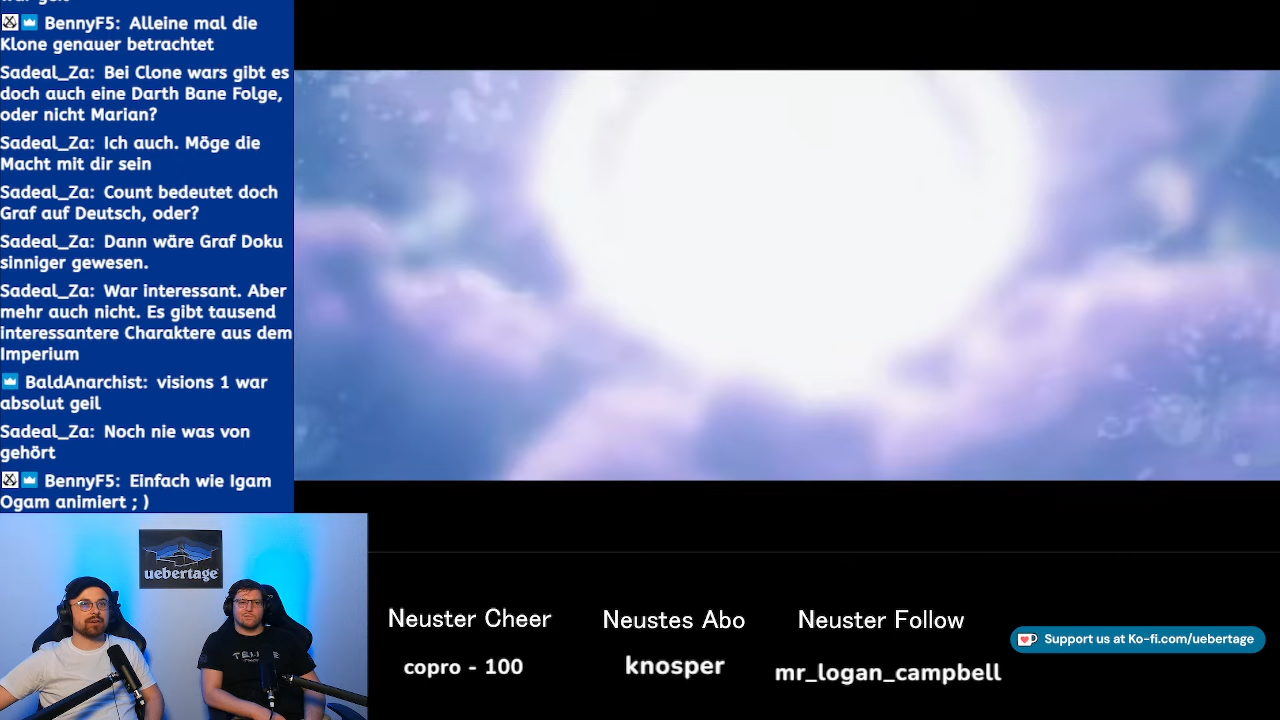 BennyF5: Alleine mal die
Klone genauer betrachtet
Sadeal_Za: Bei Clone wars gibt es
doch auch eine Darth Bane Folge,
oder nicht Marian?
Sadeal_Za: Ich auch. Möge die
Macht mit dir sein
Sadeal_Za: Count bedeutet doch
Graf auf Deutsch, oder?
Sadeal_Za: Dann wäre Graf Doku
sinniger gewesen.
Sadeal_Za: War interessant. Aber
mehr auch nicht. Es gibt tausend
interessantere Charaktere aus dem
Imperium
BaldAnarchist: visions 1 war
absolut geil
Sadeal_Za: Noch nie was von
gehört
BennyF5: Einfach wie Igam
Ogam animiert ; )
uebertage
Neuster Cheer
copro - 100
Neustes Abo
knosper
Neuster Follow
mr_logan_campbell
Support us at Ko-fi.com/uebertage